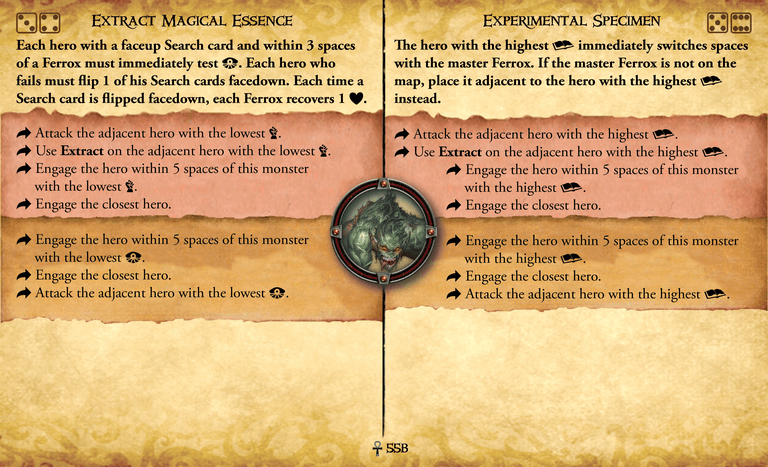 Extract Magical Essence
Each hero with a faceup Search card and within 3 spaces
of a Ferrox must immediately test . Each hero who
fails must flip 1 of his Search cards facedown. Each time a
Search card is flipped facedown, each Ferrox recovers 1 ♥.
Attack the adjacent hero with the lowest .
Use Extract on the adjacent hero with the lowest .
Engage the hero within 5 spaces of this monster
with the lowest .
Engage the closest hero.
Engage the hero within 5 spaces of this monster
with the lowest .
Engage the closest hero.
Attack the adjacent hero with the lowest .
Experimental Specimen
The hero with the highest immediately switches spaces
with the master Ferrox. If the master Ferrox is not on the
map, place it adjacent to the hero with the highest
instead.
Attack the adjacent hero with the highest .
Use Extract on the adjacent hero with the highest .
Engage the hero within 5 spaces of this monster
with the highest .
Engage the closest hero.
Engage the hero within 5 spaces of this monster
with the highest .
Engage the closest hero.
Attack the adjacent hero with the highest .
55B